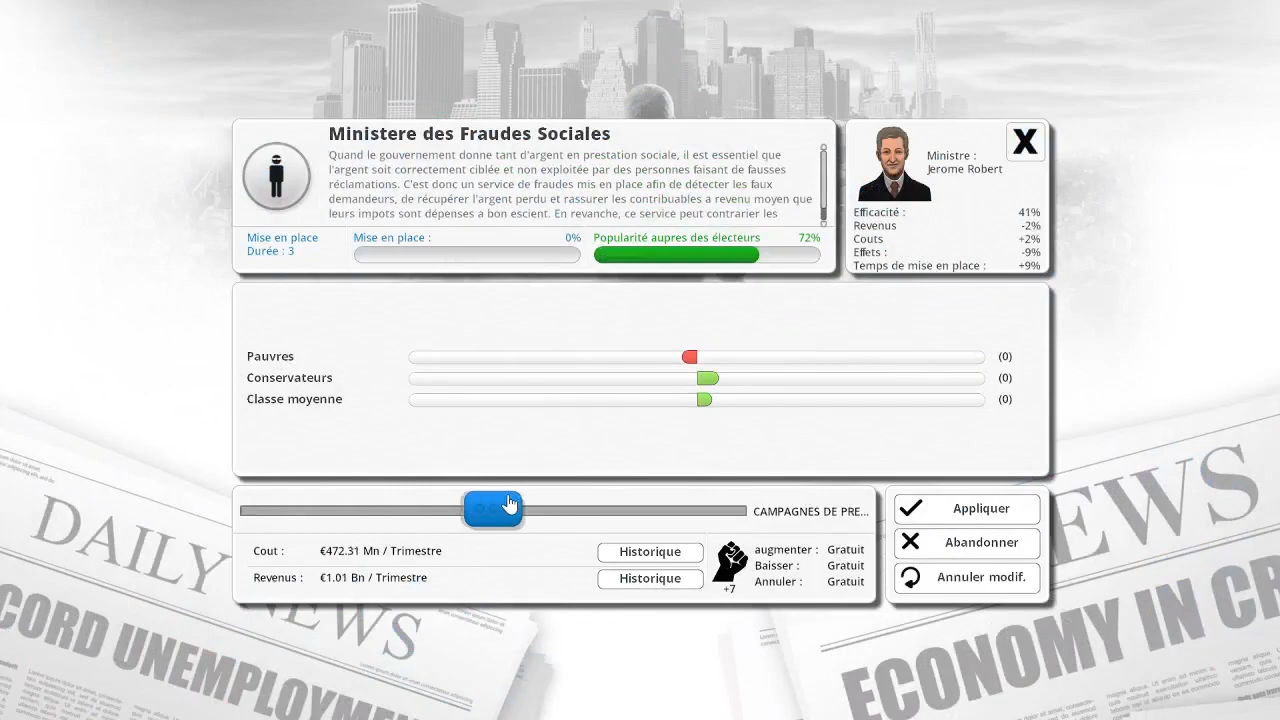 Ministere des Fraudes Sociales
Quand le gouvernement donne tant d'argent en prestation sociale, il est essentiel que
l'argent soit correctement ciblée et non exploitée par des personnes faisant de fausses
réclamations. C'est donc un service de fraudes mis en place afin de détecter les faux
demandeurs, de récupérer l'argent perdu et rassurer les contribuables a revenu moyen que
leurs impots sont dépenses a bon escient. En revanche, ce service peut contrarier les
Mise en place
Durée : 3
Mise en place : 0%
Popularité aupres des électeurs 72%
X
Ministre :
Jerome Robert
Efficacité : 41%
Revenus -2%
Couts +2%
Effets : -9%
Temps de mise en place : +9%
Pauvres (0)
Conservateurs (0)
Classe moyenne (0)
CAMPAGNES DE PRE...
Cout : €472.31 Mn / Trimestre Historique
Revenus : €1.01 Bn / Trimestre Historique
+7
augmenter : Gratuit
Baisser : Gratuit
Annuler : Gratuit
Appliquer
Abandonner
Annuler modif.
DAILY NEWS
CORD UNEMPLOYME
EWS
ECONOMY IN CR